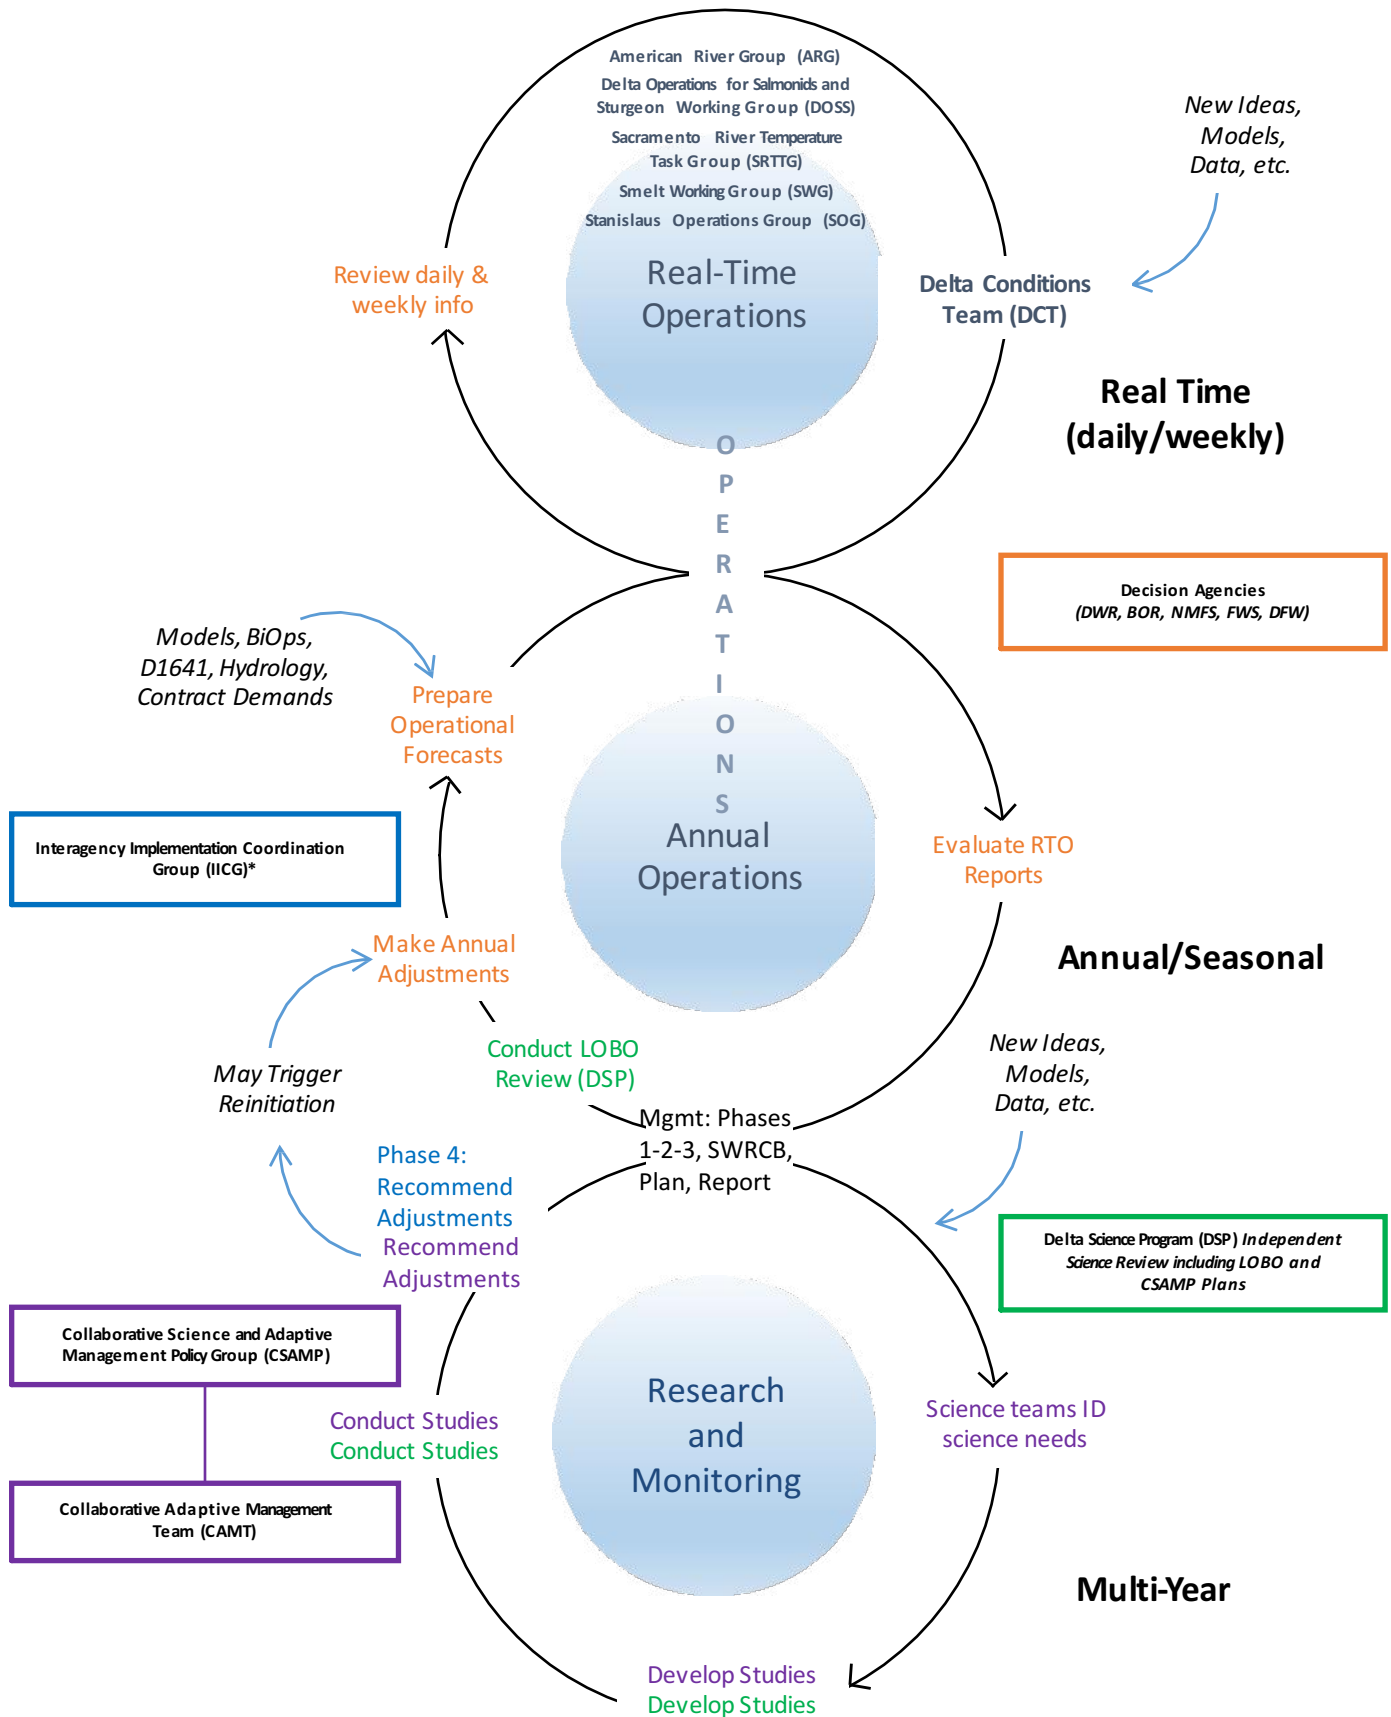 American River Group (ARG)
Delta Operations for Salmonids and
Sturgeon Working Group (DOSS)
Sacramento River Temperature
Task Group (SRTTG)
Smelt Working Group (SWG)
Stanislaus Operations Group (SOG)
Real-Time
Operations
New Ideas,
Models,
Data, etc.
Review daily &
weekly info
Delta Conditions
Team (DCT)
Real Time
(daily/weekly)
O
P
E
R
A
T
I
O
N
S
Decision Agencies
(DWR, BOR, NMFS, FWS, DFW)
Models, BiOps,
D1641, Hydrology,
Contract Demands
Prepare
Operational
Forecasts
Interagency Implementation Coordination
Group (IICG)*
Annual
Operations
Evaluate RTO
Reports
Make Annual
Adjustments
Annual/Seasonal
Conduct LOBO
Review (DSP)
May Trigger
Reinitiation
New Ideas,
Models,
Data, etc.
Mgmt: Phases
1-2-3, SWRCB,
Plan, Report
Phase 4:
Recommend
Adjustments
Recommend
Adjustments
Delta Science Program (DSP) Independent
Science Review including LOBO and
CSAMP Plans
Collaborative Science and Adaptive
Management Policy Group (CSAMP)
Research
and
Monitoring
Conduct Studies
Conduct Studies
Science teams ID
science needs
Collaborative Adaptive Management
Team (CAMT)
Multi-Year
Develop Studies
Develop Studies